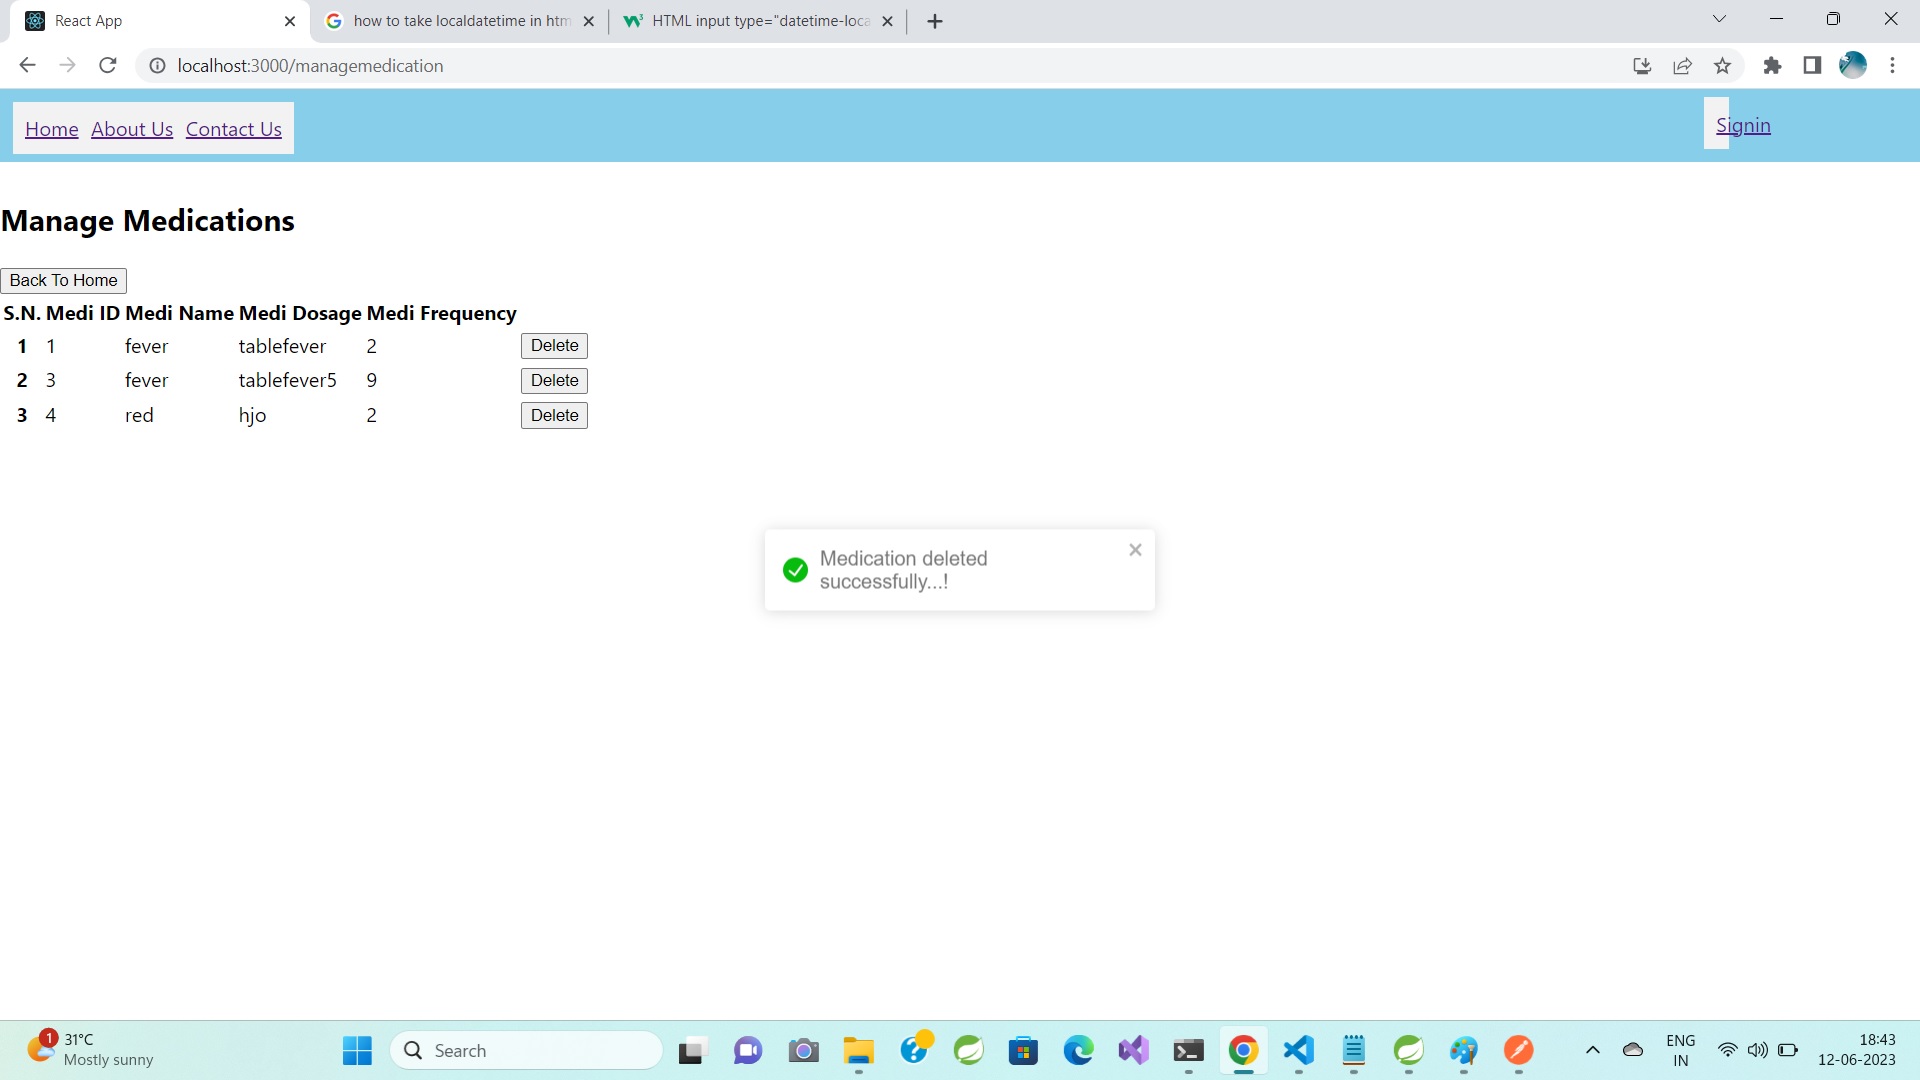 React App
how to take localdatetime in htm
HTML input type="datetime-loca
localhost:3000/managemedication
Home About Us Contact Us
Signin
Manage Medications
Back To Home
S.N. Medi ID Medi Name Medi Dosage Medi Frequency
1 1 fever tablefever 2 Delete
2 3 fever tablefever5 9 Delete
3 4 red hjo 2 Delete
Medication deleted
successfully...!
1
31°C
Mostly sunny
Search
ENG
IN
18:43
12-06-2023